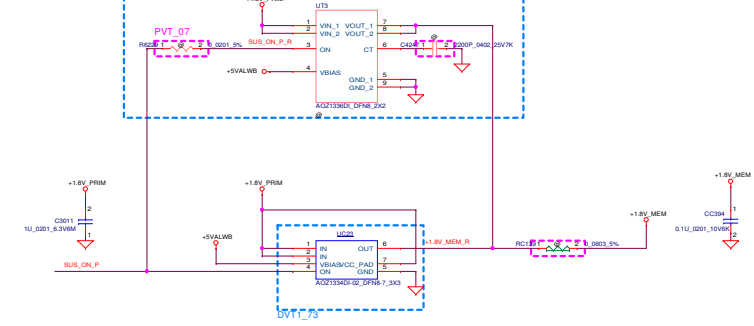 UT3
1 VIN_1 VOUT_1 7
2 VIN_2 VOUT_2 8
PVT_07
R6229 1 @ 2 0_0201_5%
SUS_ON_P_R
3 ON CT 6
C4247 1 @ 2 2200P_0402_25V7K
+5VALWB
4 VBIAS
GND_1 5
GND_2 9
AOZ1336DI_DFN8_2X2
@
+1.8V_PRIM
2
C3011
1U_0201_6.3V6M
1
+1.8V_PRIM
+5VALWB
UC23
1 IN OUT 6
2 IN
3 VBIAS VCC_PAD 7
4 ON GND 5
AOZ1334DI-02_DFN8-7_3X3
+1.8V_MEM_R
SUS_ON_P
DVT1_73
1 @ 2 0_0603_5%
+1.8V_MEM
+1.8V_MEM
1
CC394
0.1U_0201_10V6K
2